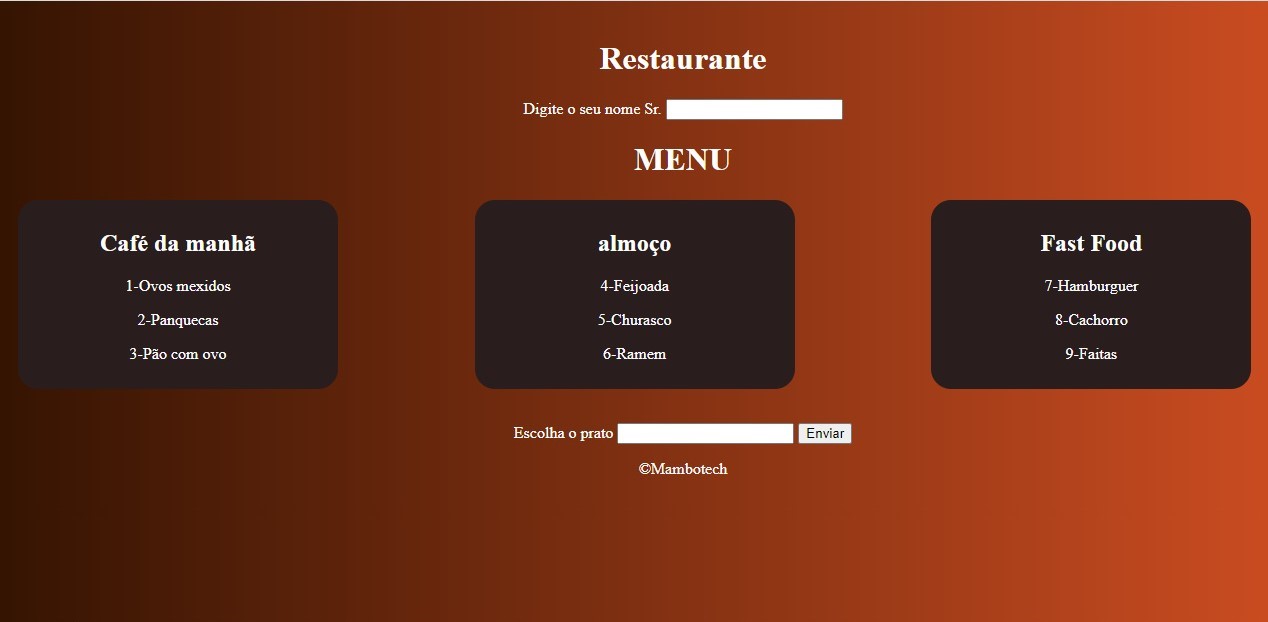 Restaurante
Digite o seu nome Sr.
MENU
Café da manhã
1-Ovos mexidos
2-Panquecas
3-Pão com ovo
almoço
4-Feijoada
5-Churasco
6-Ramem
Fast Food
7-Hamburguer
8-Cachorro
9-Faitas
Escolha o prato Enviar
©Mambotech